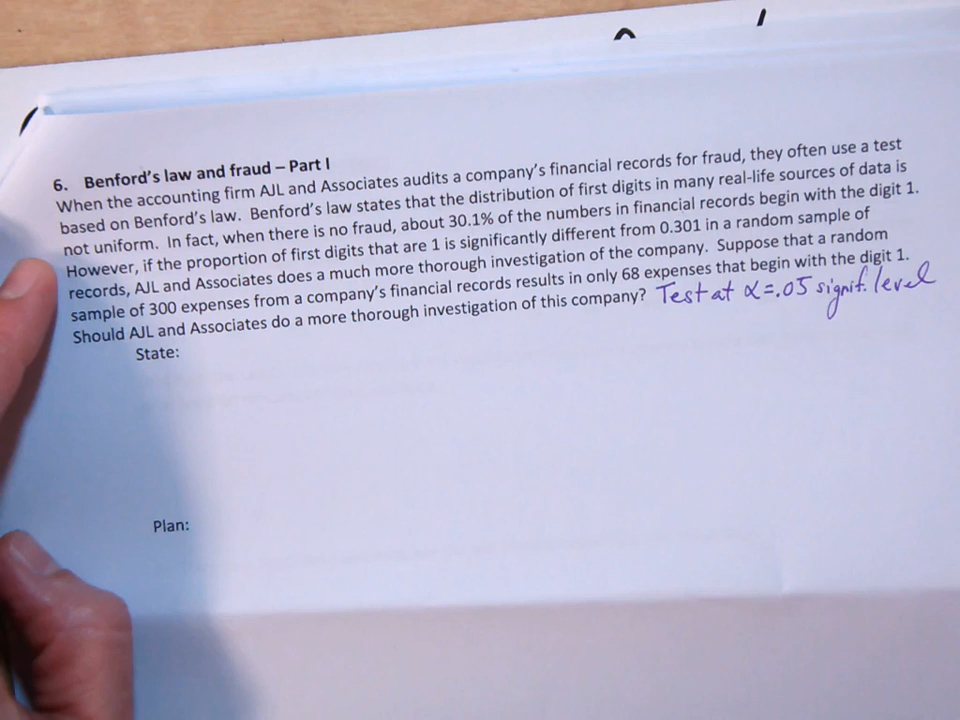 6. Benford's law and fraud – Part I
When the accounting firm AJL and Associates audits a company's financial records for fraud, they often use a test
based on Benford's law. Benford's law states that the distribution of first digits in many real-life sources of data is
not uniform. In fact, when there is no fraud, about 30.1% of the numbers in financial records begin with the digit 1.
However, if the proportion of first digits that are 1 is significantly different from 0.301 in a random sample of
records, AJL and Associates does a much more thorough investigation of the company. Suppose that a random
sample of 300 expenses from a company's financial records results in only 68 expenses that begin with the digit 1.
Should AJL and Associates do a more thorough investigation of this company? Test at α=.05 signif. level
State:
Plan: